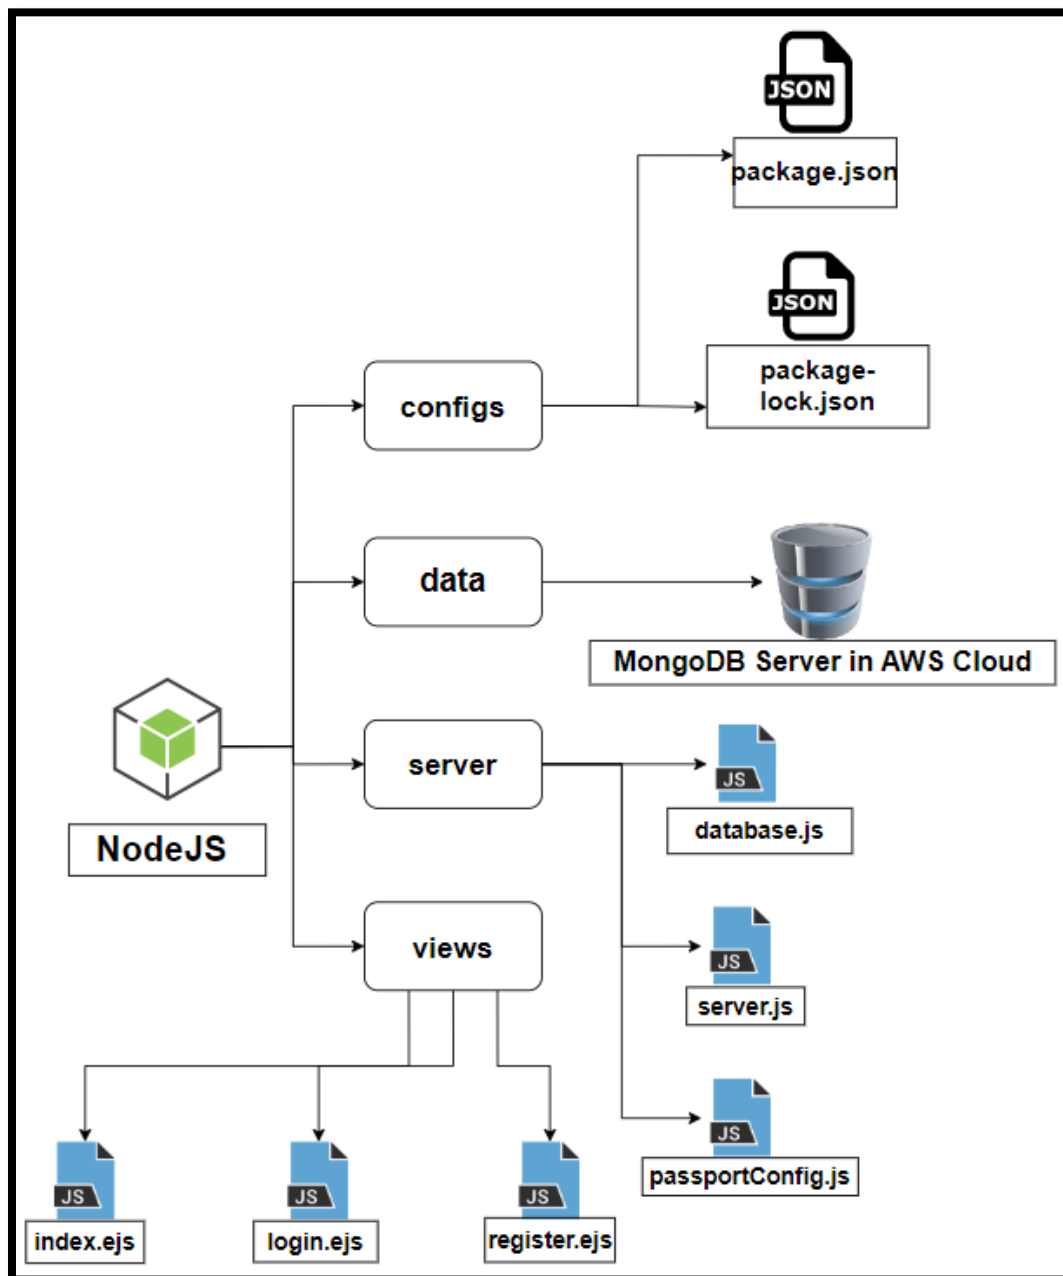 JSON
package.json
JSON
package-
lock.json
configs
data
MongoDB Server in AWS Cloud
NodeJS
server
JS
database.js
views
JS
server.js
JS
passportConfig.js
JS
index.ejs
JS
login.ejs
JS
register.ejs